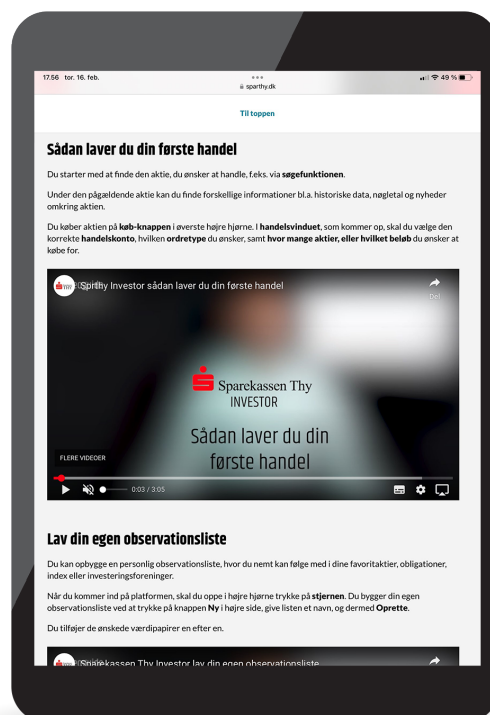 17.56 tor. 16. feb.
49 %
sparthy.dk
Til toppen
Sådan laver du din første handel
Du starter med at finde den aktie, du ønsker at handle, f.eks. via søgefunktionen.
Under den pågældende aktie kan du finde forskellige informationer bl.a. historiske data, nøgletal og nyheder
omkring aktien.
Du køber aktien på køb-knappen i øverste højre hjørne. I handelsvinduet, som kommer op, skal du vælge den
korrekte handelskonto, hvilken ordretype du ønsker, samt hvor mange aktier, eller hvilket beløb du ønsker at
købe for.
Investor sådan laver du din første handel
Del
Sparekassen Thy
INVESTOR
Sådan laver du din
første handel
FLERE VIDEOER
0:03 / 3:05
Lav din egen observationsliste
Du kan opbygge en personlig observationsliste, hvor du nemt kan følge med i dine favoritaktier, obligationer,
index eller investeringsforeninger.
Når du kommer ind på platformen, skal du oppe i højre hjørne trykke på stjernen. Du bygger din egen
observationsliste ved at trykke på knappen Ny i højre side, give listen et navn, og dermed Oprette.
Du tilføjer de ønskede værdipapirer en efter en.
Thy Investor lav din egen observationsliste